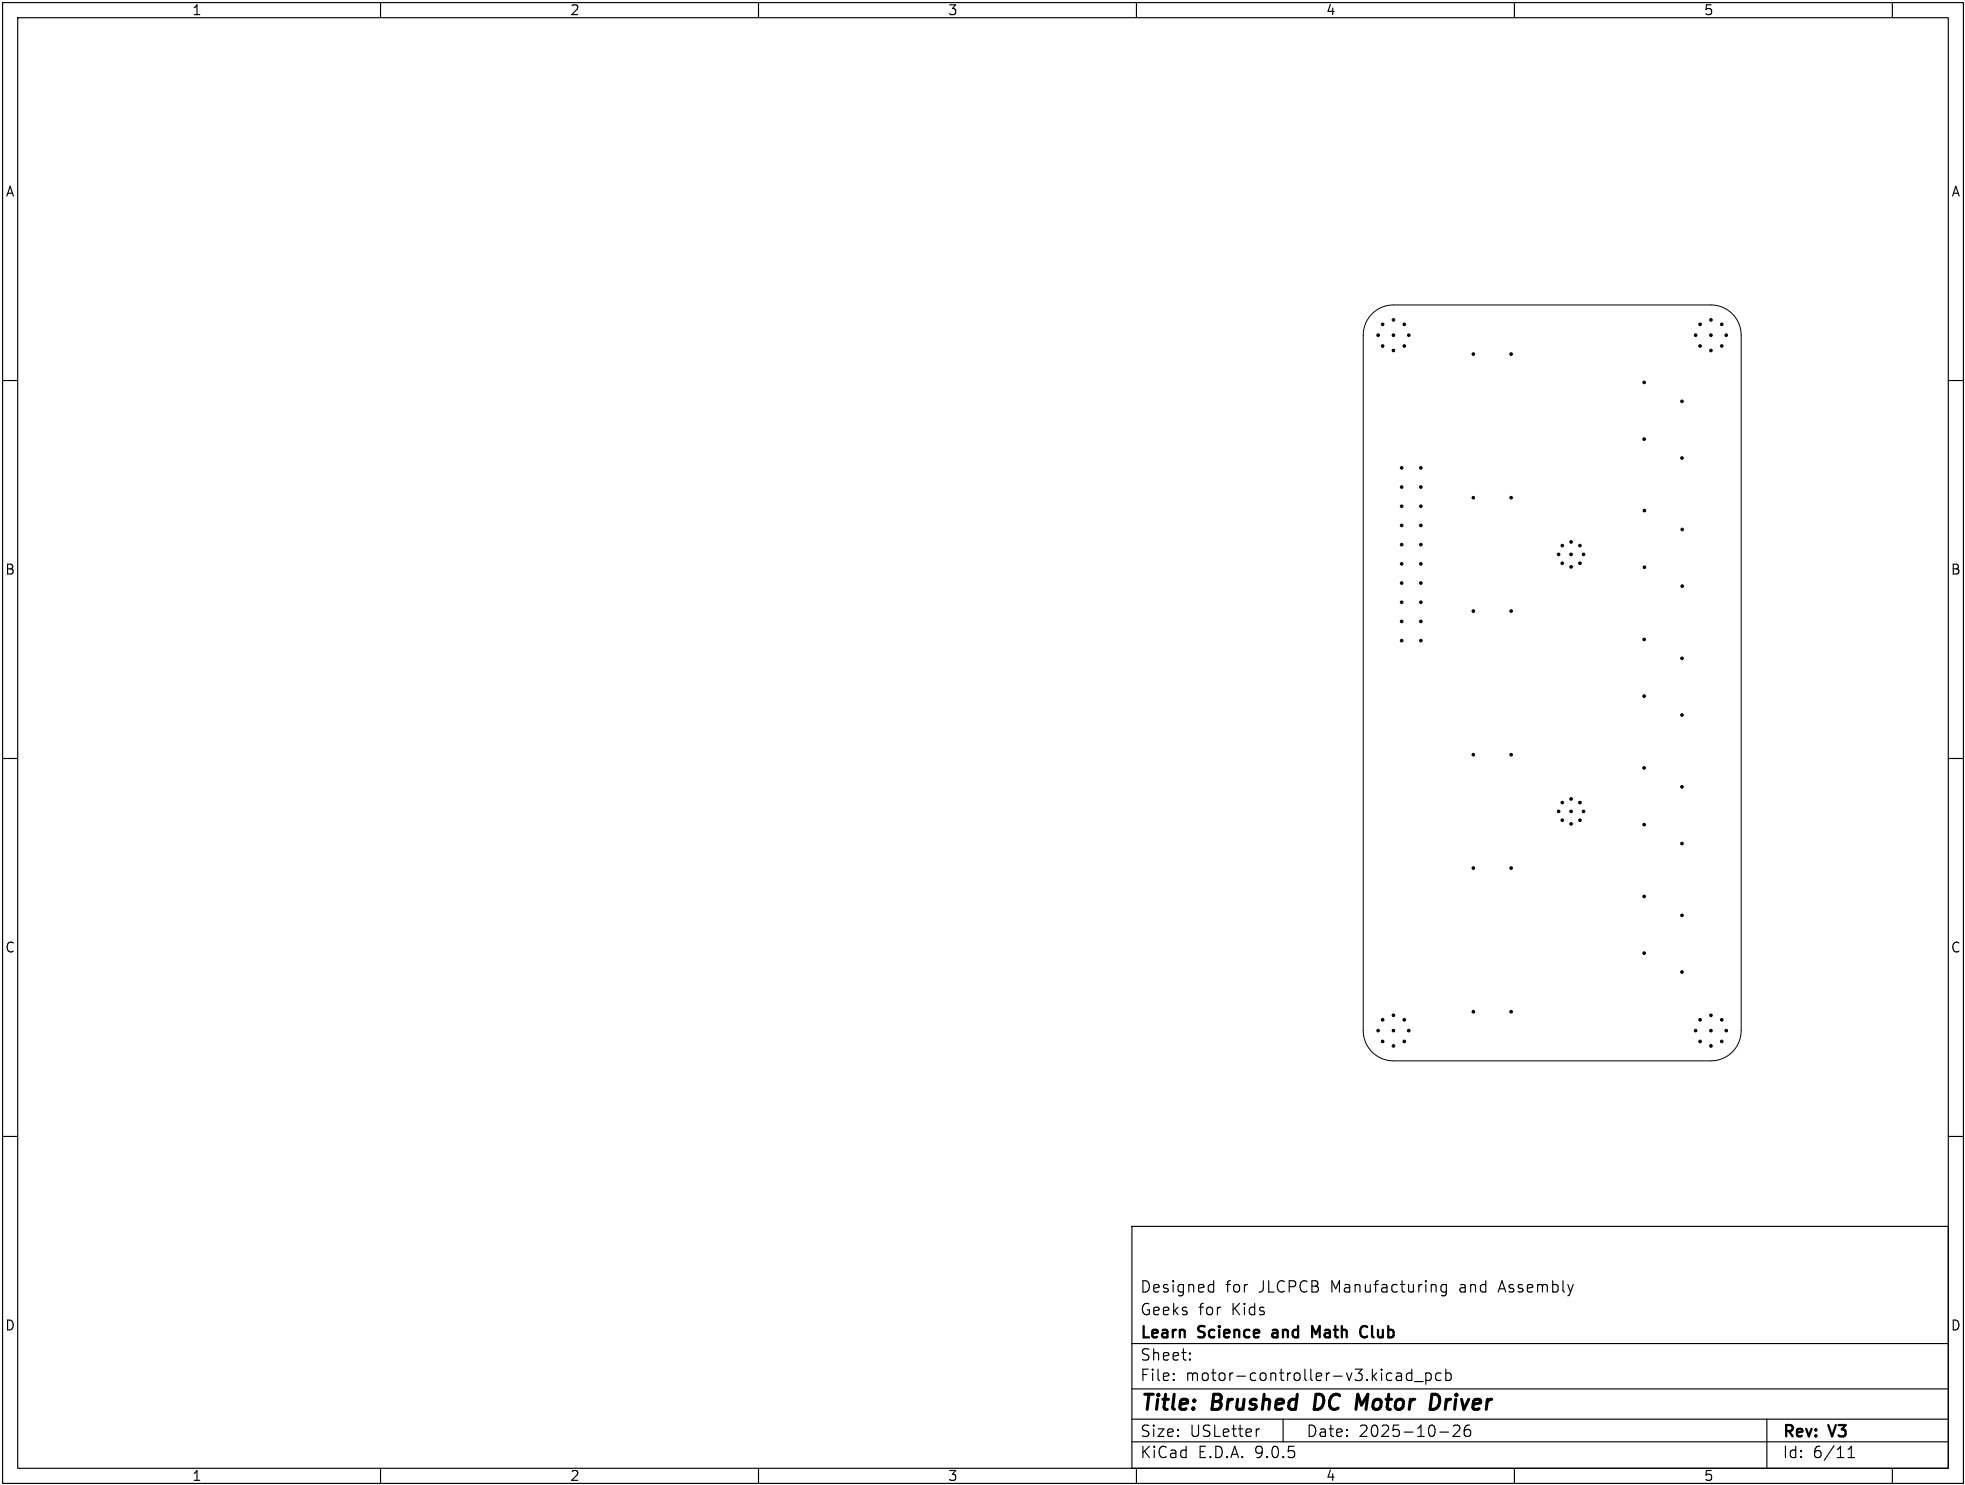 1 2 3 4 5
A A
B B
C C
Designed for JLCPCB Manufacturing and Assembly
Geeks for Kids
D D
Learn Science and Math Club
Sheet:
File: motor-controller-v3.kicad_pcb
Title: Brushed DC Motor Driver
Size: USLetter Date: 2025-10-26 Rev: V3
KiCad E.D.A. 9.0.5 Id: 6/11
1 2 3 4 5